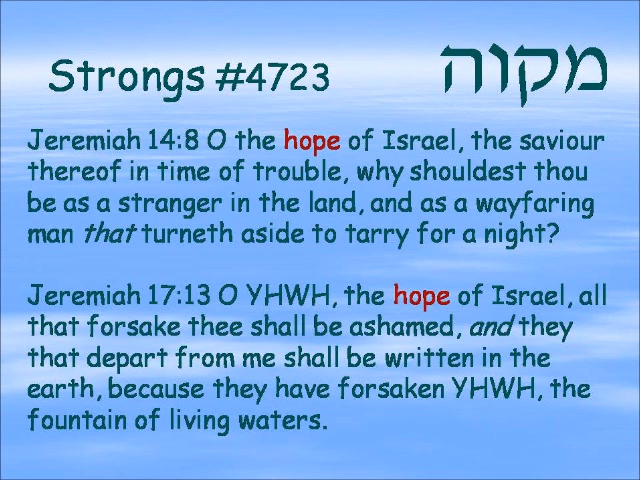 Strongs #4723 מקוה
Jeremiah 14:8 O the hope of Israel, the saviour
thereof in time of trouble, why shouldest thou
be as a stranger in the land, and as a wayfaring
man that turneth aside to tarry for a night?
Jeremiah 17:13 O YHWH, the hope of Israel, all
that forsake thee shall be ashamed, and they
that depart from me shall be written in the
earth, because they have forsaken YHWH, the
fountain of living waters.